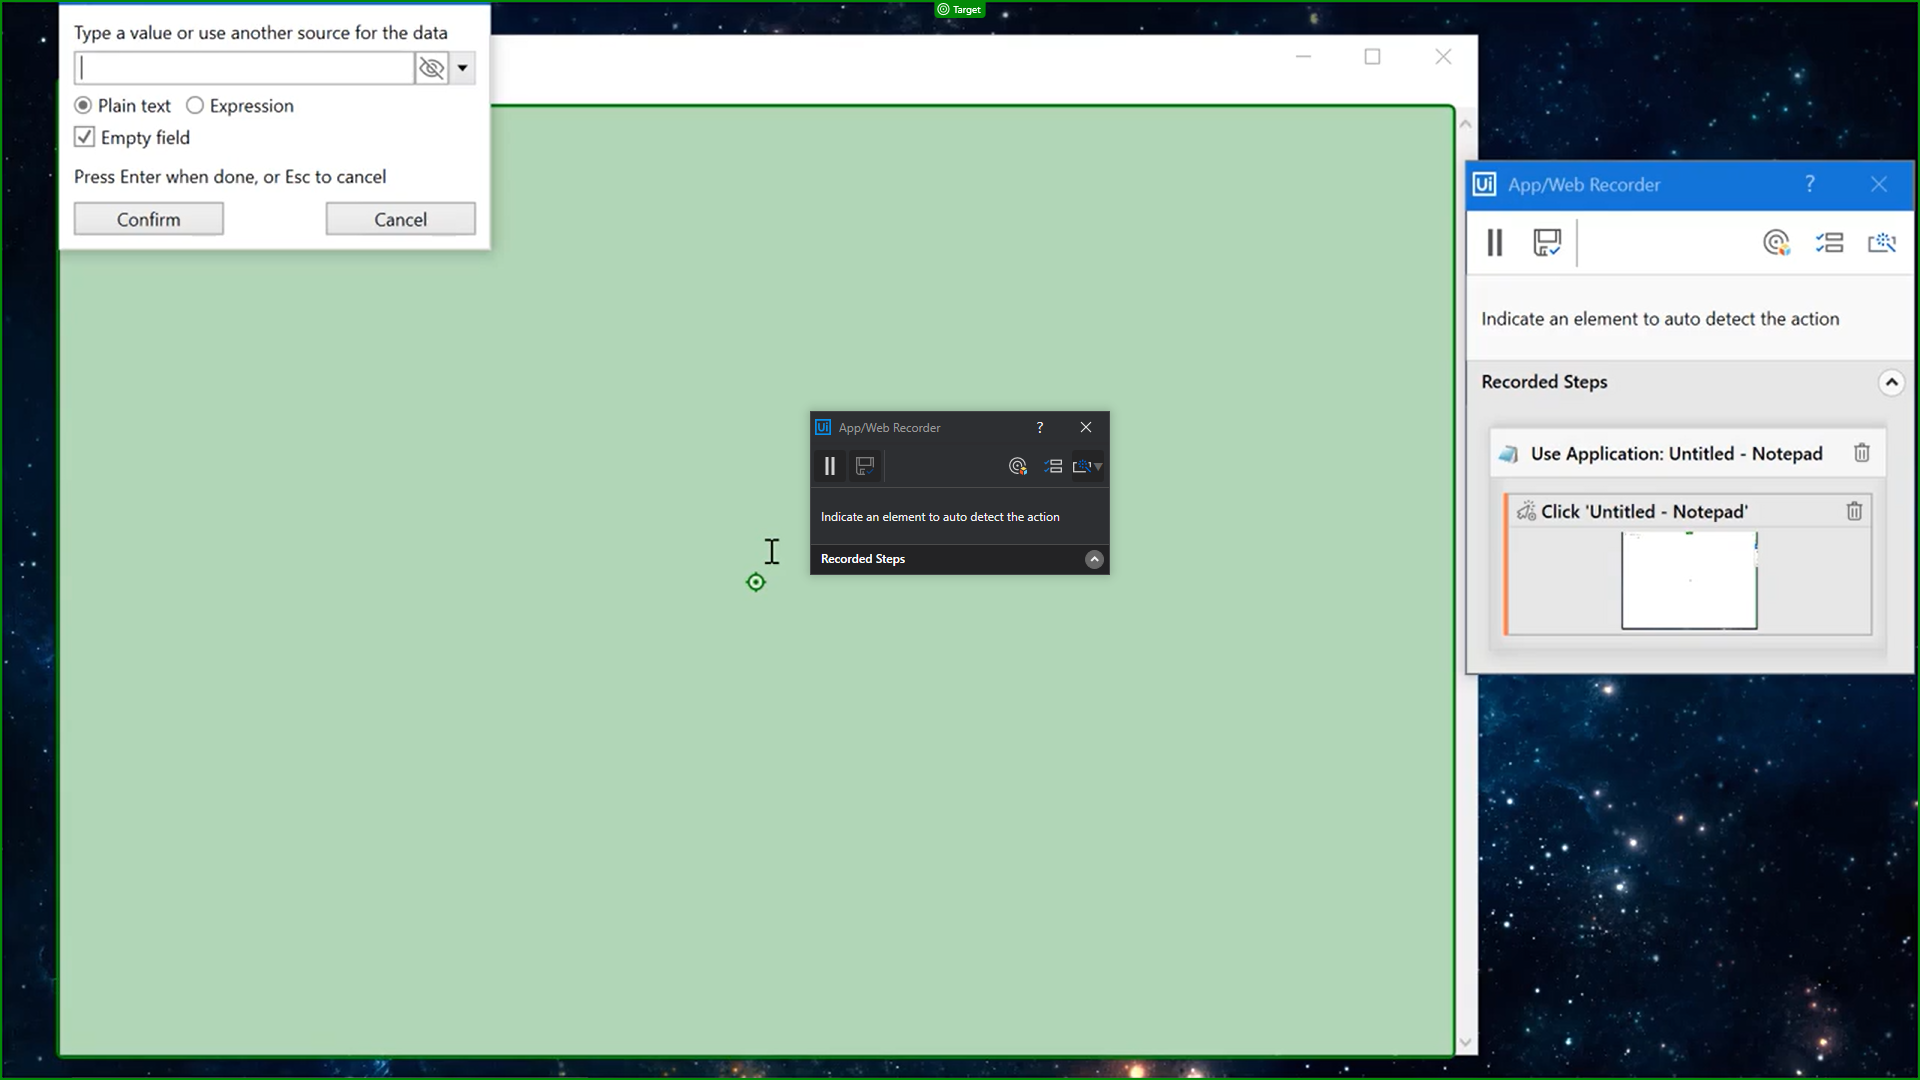 Target
Type a value or use another source for the data
Plain text Expression
Empty field
Press Enter when done, or Esc to cancel
Confirm Cancel
Ui App/Web Recorder ?
Indicate an element to auto detect the action
Recorded Steps
Use Application: Untitled - Notepad
Click 'Untitled - Notepad'
Ui App/Web Recorder ?
Indicate an element to auto detect the action
Recorded Steps